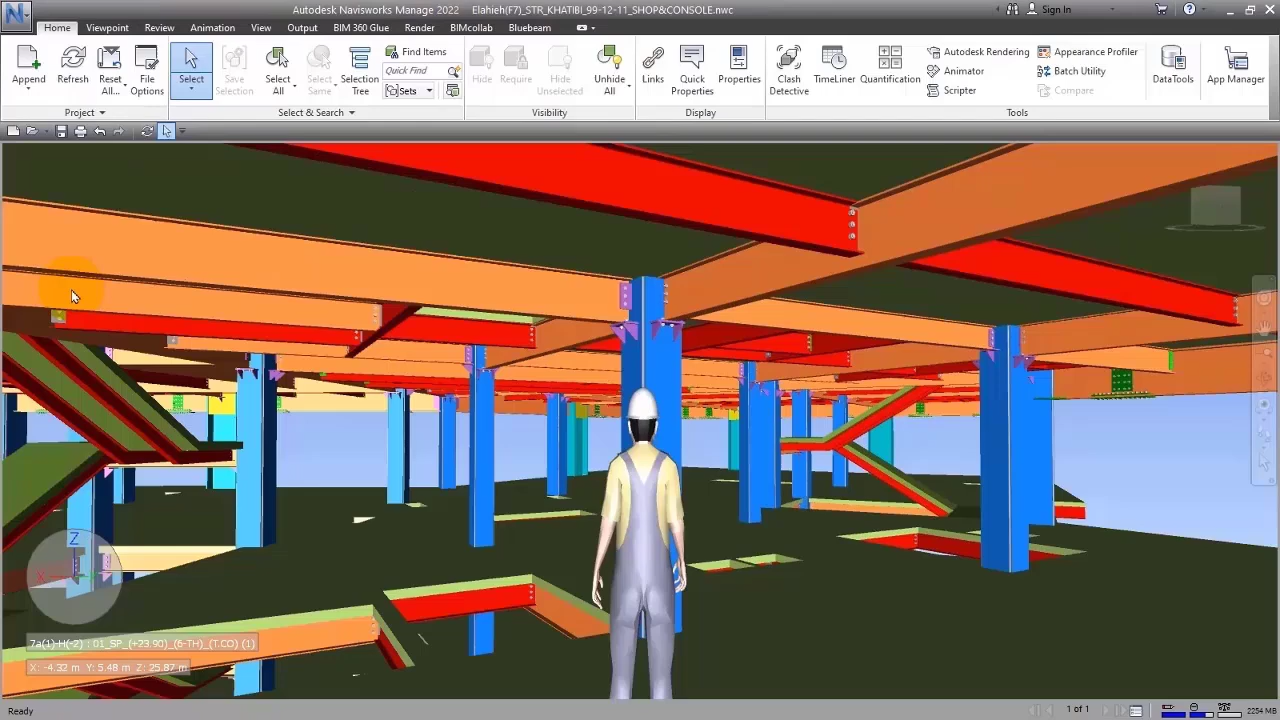 Autodesk Navisworks Manage 2022 Elahieh(F7)_STR_KHATIBI_99-12-11_SHOP&CONSOLE.nwc
Sign In
Home Viewpoint Review Animation View Output BIM 360 Glue Render BIMcollab Bluebeam
Append
Refresh
Reset All...
File Options
Select
Save Selection
Select All
Select Same
Selection Tree
Find Items
Quick Find
Sets
Hide
Require
Hide Unselected
Unhide All
Links
Quick Properties
Properties
Clash Detective
TimeLiner
Quantification
Autodesk Rendering
Animator
Scripter
Appearance Profiler
Batch Utility
Compare
DataTools
App Manager
Project
Select & Search
Visibility
Display
Tools
Z
X
7a(1)-H(-2) : 01_SP_(+23.90)_(6-TH)_(T.CO) (1)
X: -4.32 m Y: 5.48 m Z: 25.87 m
Ready
1 of 1
2254 MB